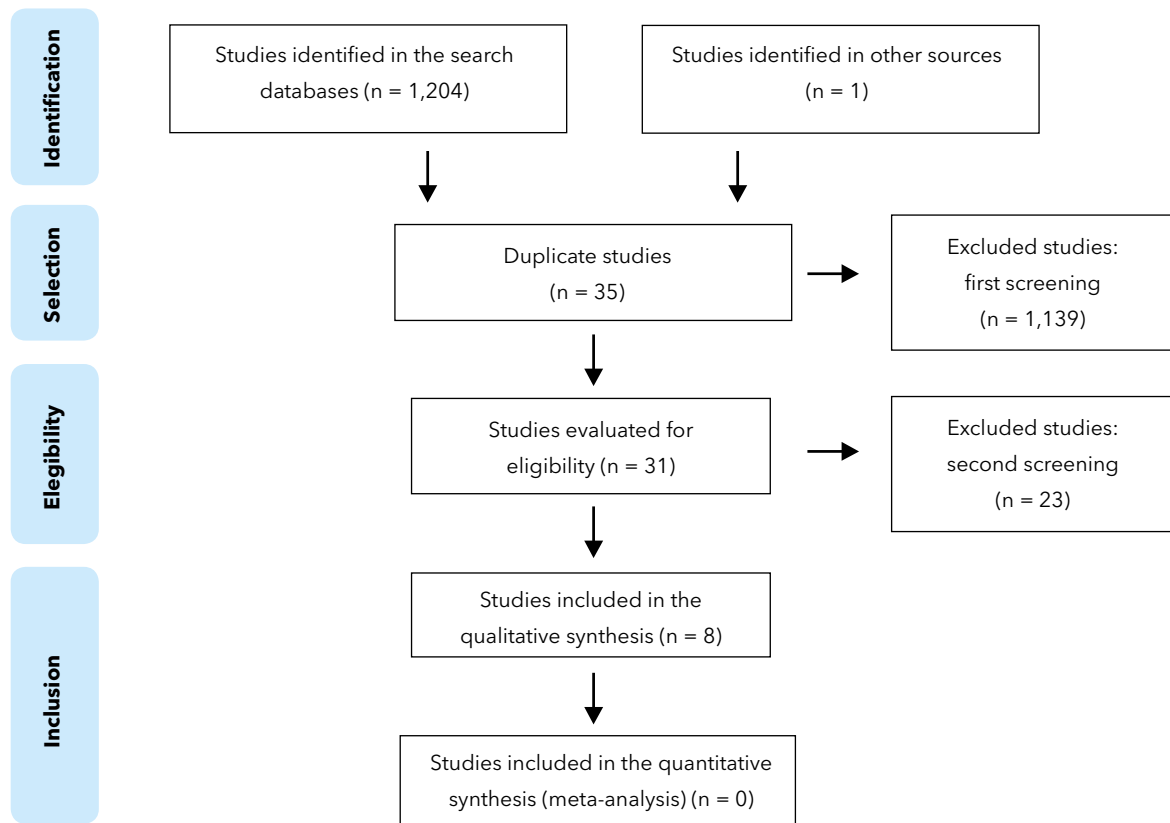 Identification
Studies identified in the search
databases (n = 1,204)
Studies identified in other sources
(n = 1)
Selection
Duplicate studies
(n = 35)
Excluded studies:
first screening
(n = 1,139)
Elegibility
Studies evaluated for
eligibility (n = 31)
Excluded studies:
second screening
(n = 23)
Inclusion
Studies included in the
qualitative synthesis (n = 8)
Studies included in the quantitative
synthesis (meta-analysis) (n = 0)